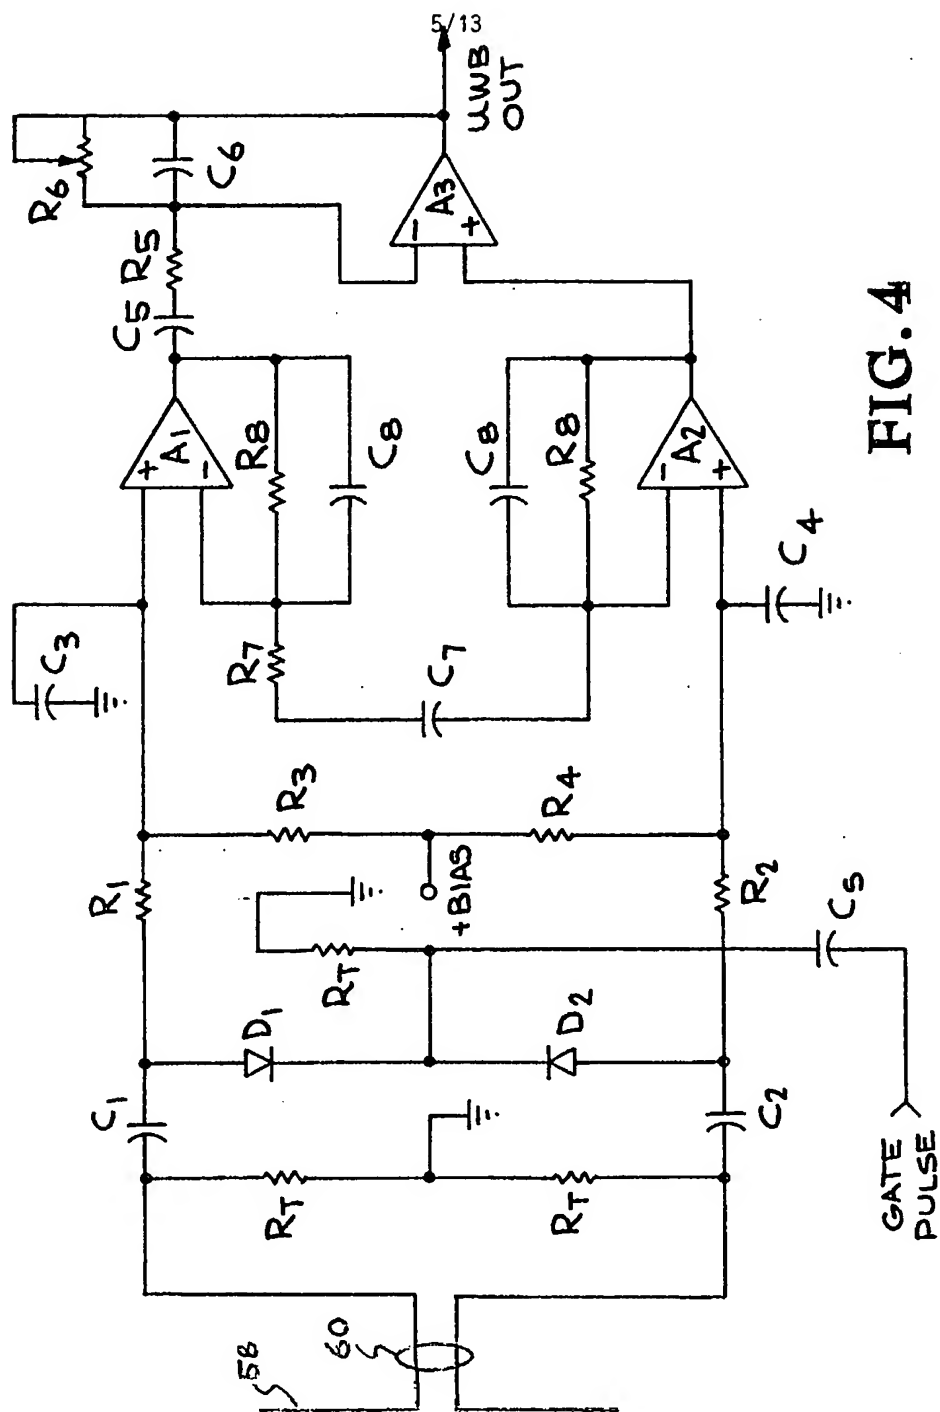 5/13
UWB
OUT
R6
C6
R5
C5
A3
-
+
A1
+
-
R8
C8
C8
R8
A2
-
+
C3
R7
C7
C4
R3
R4
+BIAS
R1
RT
R2
C5
D1
D2
C1
C2
RT
RT
GATE
PULSE
58
60
FIG. 4